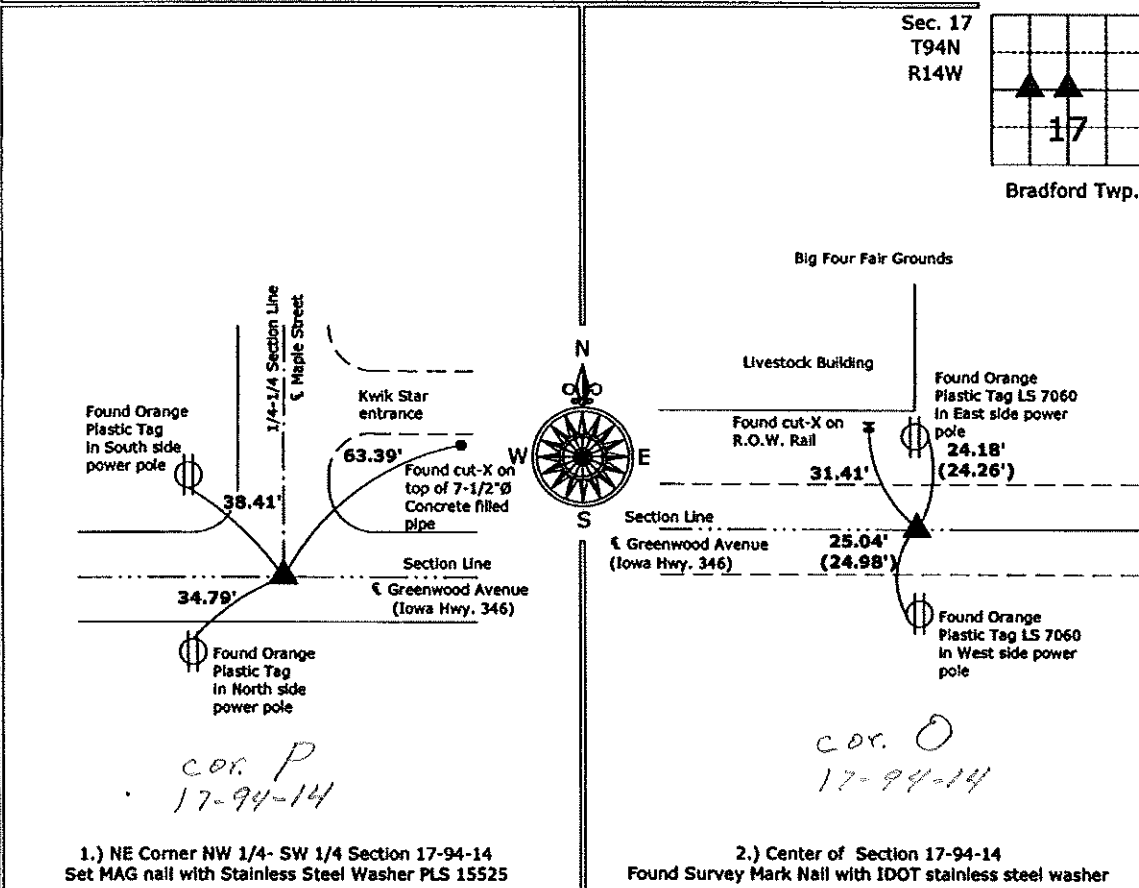 Sec. 17
T94N
R14W
17
Bradford Twp.
1/4-1/4 Section Line
℄ Maple Street
Kwik Star
entrance
Found Orange
Plastic Tag
in South side
power pole
38.41'
63.39'
Found cut-X on
top of 7-1/2"Ø
Concrete filled
pipe
Section Line
℄ Greenwood Avenue
(Iowa Hwy. 346)
34.79'
Found Orange
Plastic Tag
in North side
power pole
cor. P
17-94-14
1.) NE Corner NW 1/4- SW 1/4 Section 17-94-14
Set MAG nail with Stainless Steel Washer PLS 15525
N
W
E
S
Big Four Fair Grounds
Livestock Building
Found cut-X on
R.O.W. Rail
Found Orange
Plastic Tag LS 7060
in East side power
pole
24.18'
(24.26')
31.41'
Section Line
℄ Greenwood Avenue
(Iowa Hwy. 346)
25.04'
(24.98')
Found Orange
Plastic Tag LS 7060
in West side power
pole
cor. O
17-94-14
2.) Center of Section 17-94-14
Found Survey Mark Nail with IDOT stainless steel washer